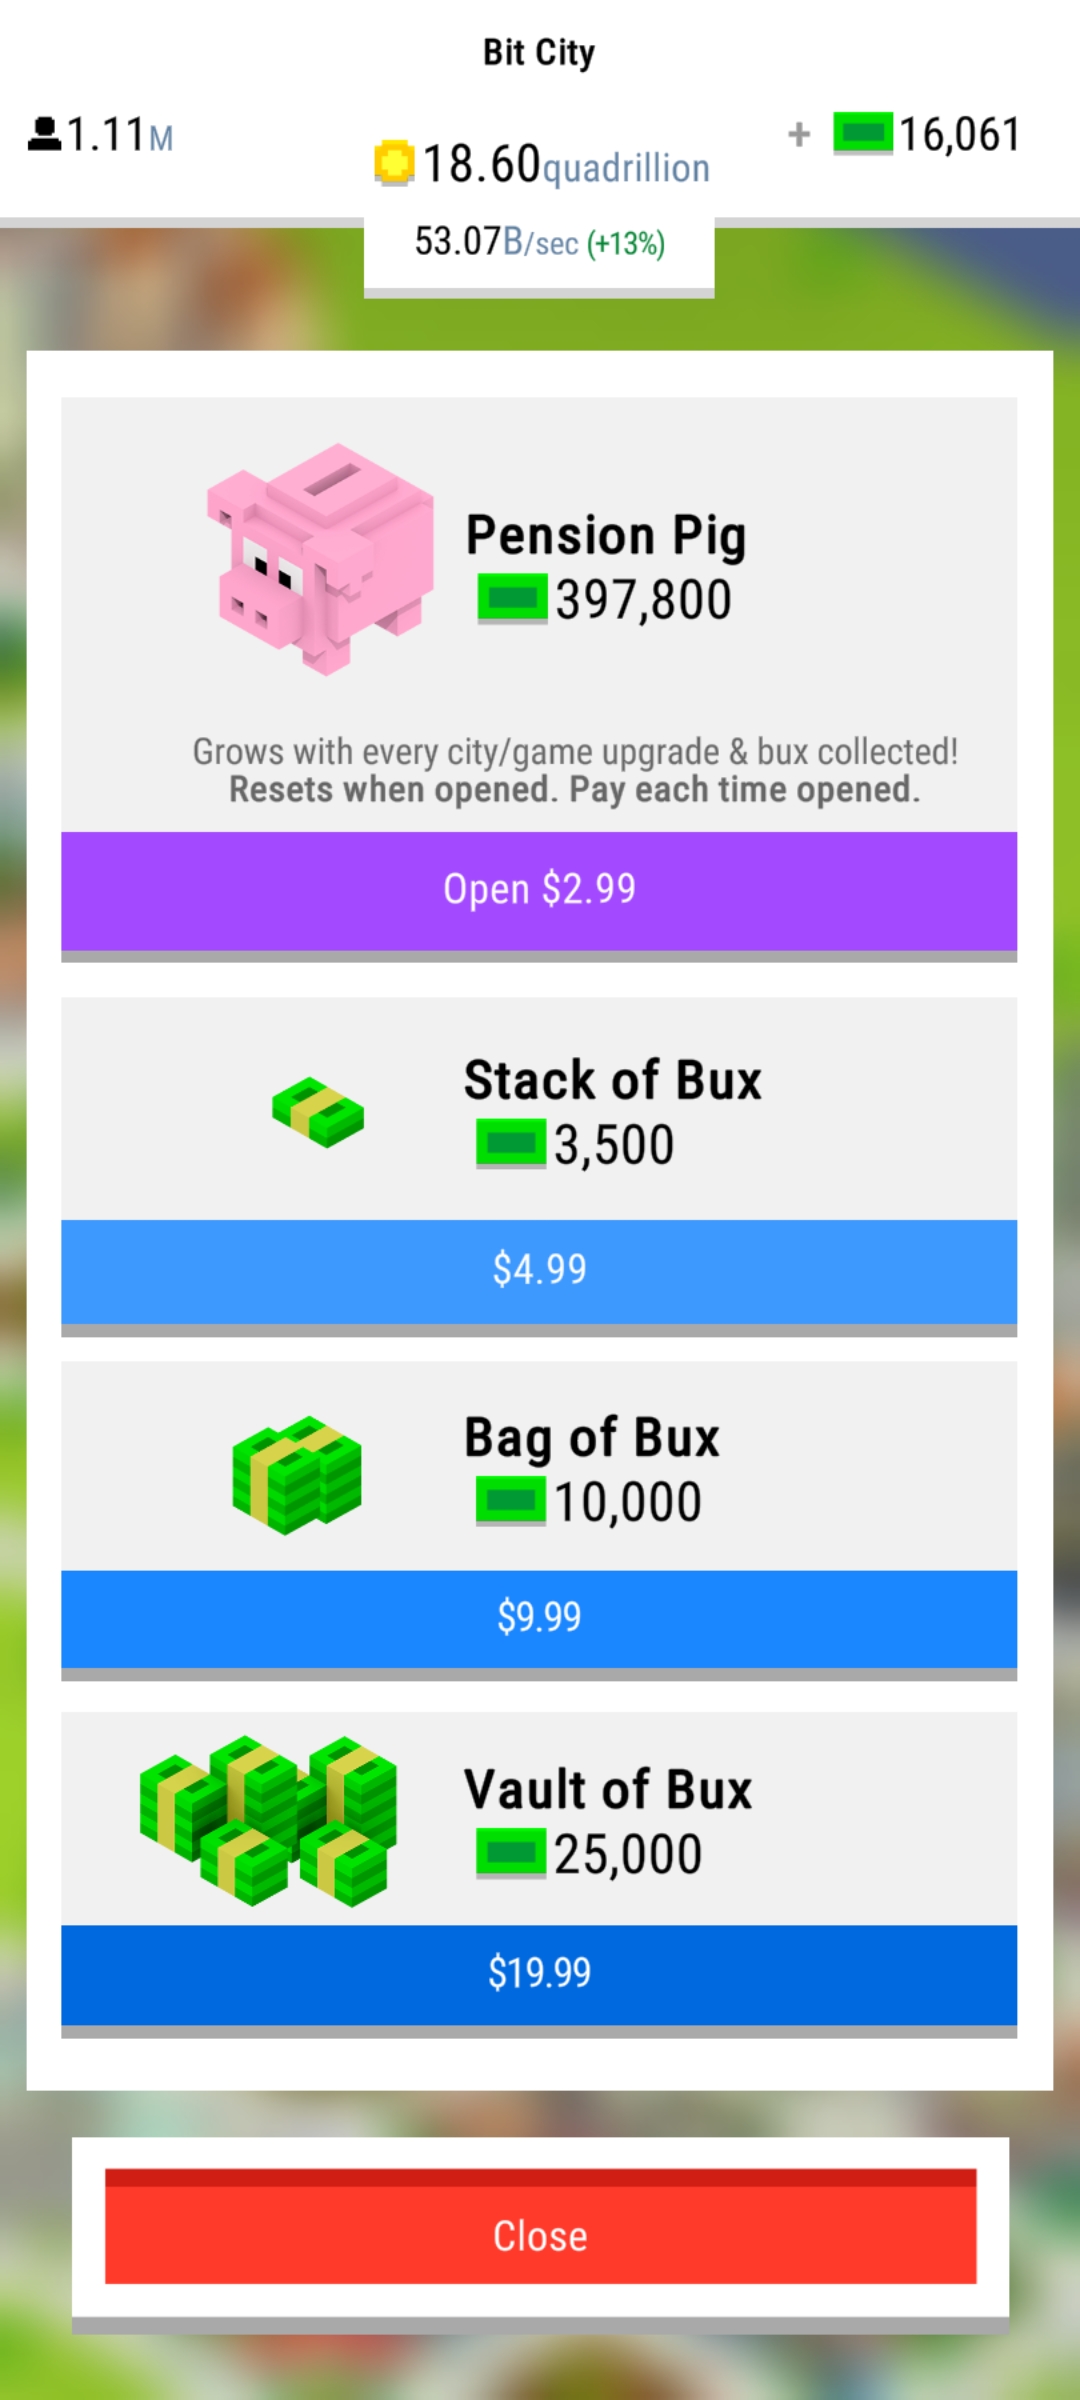 Bit City
1.11M
18.60quadrillion
+ 16,061
53.07B/sec (+13%)
Pension Pig
397,800
Grows with every city/game upgrade & bux collected!
Resets when opened. Pay each time opened.
Open $2.99
Stack of Bux
3,500
$4.99
Bag of Bux
10,000
$9.99
Vault of Bux
25,000
$19.99
Close